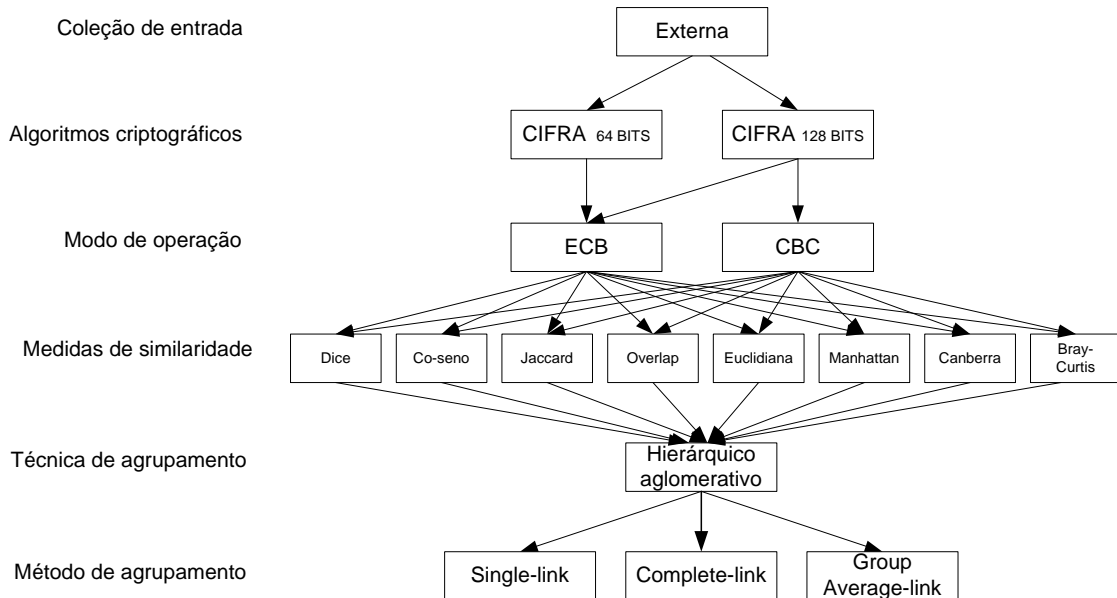 Coleção de entrada
Externa
Algoritmos criptográficos
CIFRA 64 BITS
CIFRA 128 BITS
Modo de operação
ECB
CBC
Medidas de similaridade
Dice
Co-seno
Jaccard
Overlap
Euclidiana
Manhattan
Canberra
Bray-
Curtis
Técnica de agrupamento
Hierárquico
aglomerativo
Método de agrupamento
Single-link
Complete-link
Group
Average-link